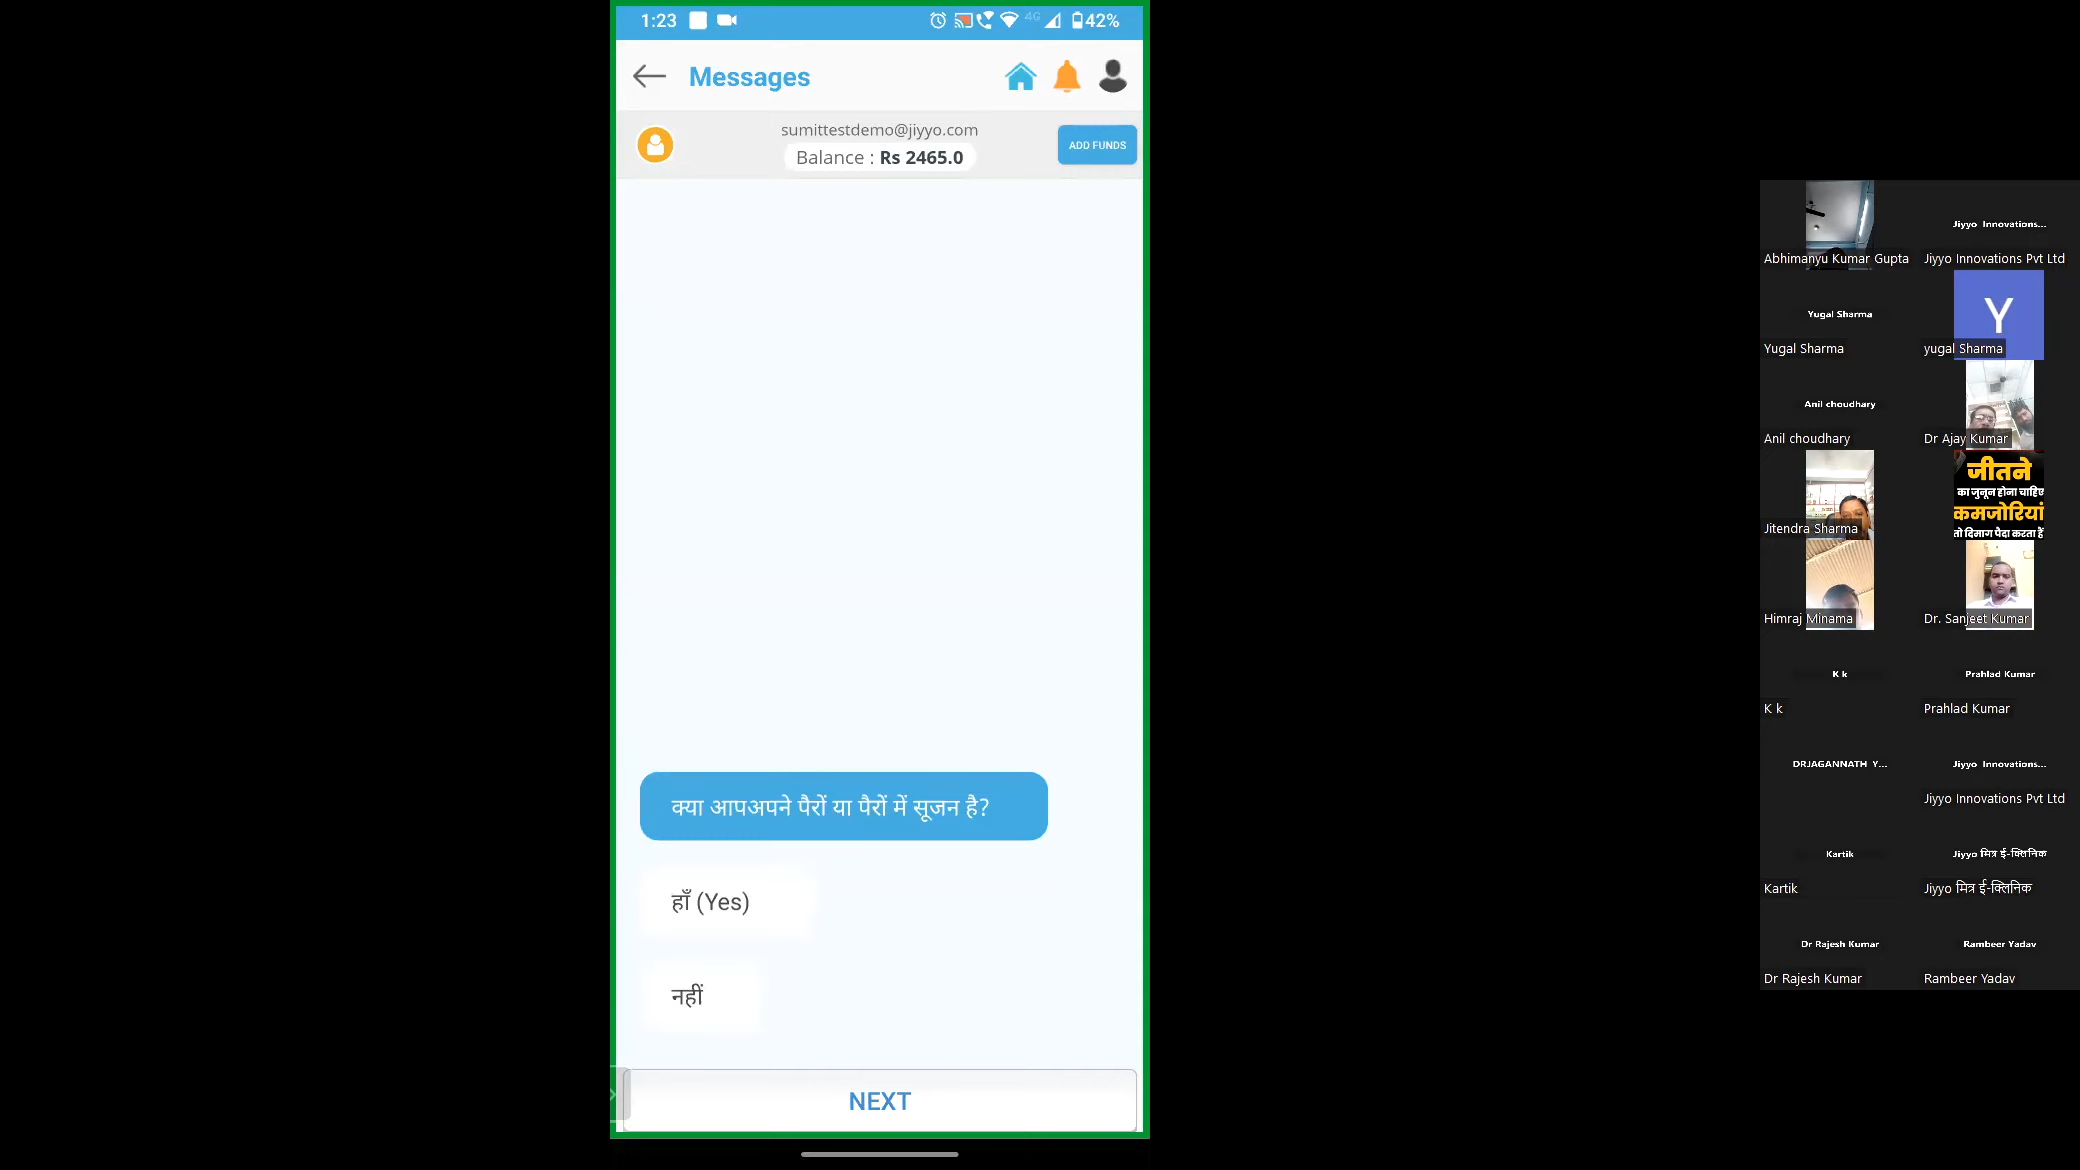 1:23
4G
42%
Messages
sumittestdemo@jiyyo.com
Balance : Rs 2465.0
ADD FUNDS
क्या आपअपने पैरों या पैरों में सूजन है?
हाँ (Yes)
नहीं
NEXT
Abhimanyu Kumar Gupta
Jiyyo Innovations...
Jiyyo Innovations Pvt Ltd
Yugal Sharma
Yugal Sharma
Y
yugal Sharma
Anil choudhary
Anil choudhary
Dr Ajay Kumar
Jitendra Sharma
जीतने
का जुनून होना चाहिए
कमजोरियां
तो दिमाग पैदा करता है
Himraj Minama
Dr. Sanjeet Kumar
K k
K k
Prahlad Kumar
Prahlad Kumar
DRJAGANNATH Y...
Jiyyo Innovations...
Jiyyo Innovations Pvt Ltd
Kartik
Kartik
Jiyyo मित्र ई-क्लिनिक
Jiyyo मित्र ई-क्लिनिक
Dr Rajesh Kumar
Dr Rajesh Kumar
Rambeer Yadav
Rambeer Yadav